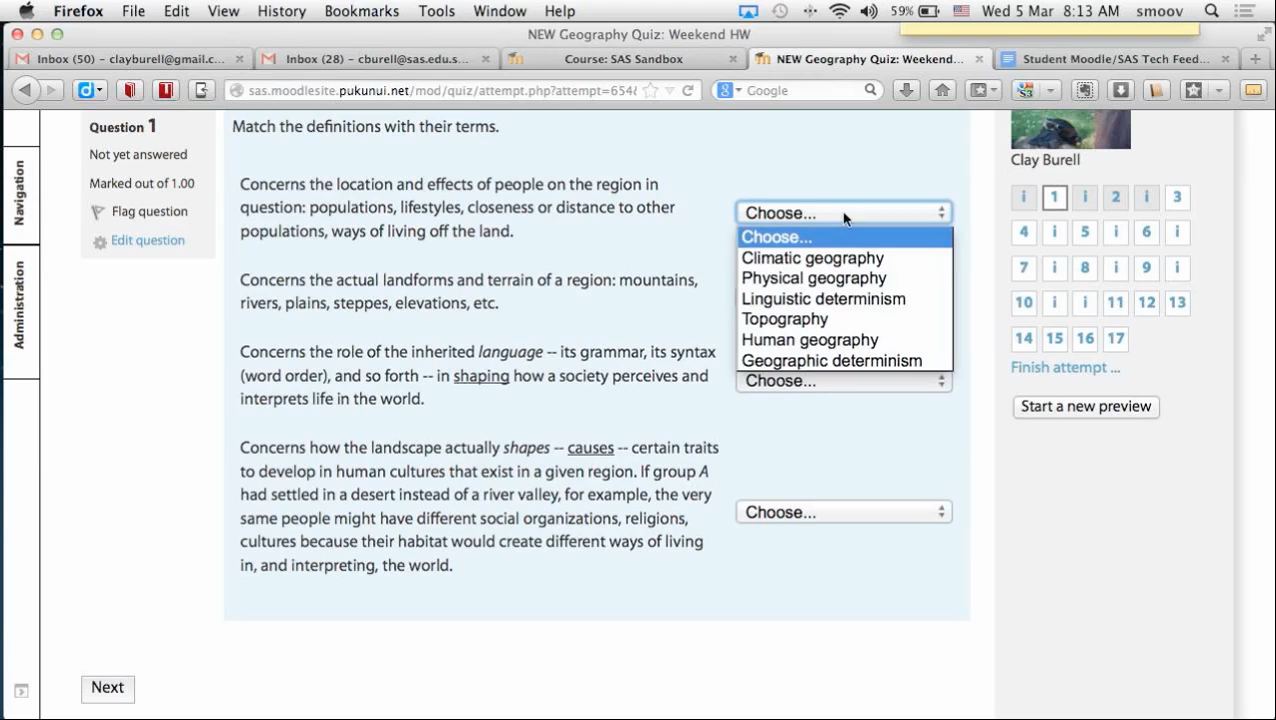 Firefox File Edit View History Bookmarks Tools Window Help 59% Wed 5 Mar 8:13 AM smoov
NEW Geography Quiz: Weekend HW
Inbox (50) – clayburell@gmail.c... Inbox (28) – cburell@sas.edu.s... Course: SAS Sandbox NEW Geography Quiz: Weekend... Student Moodle/SAS Tech Feed...
sas.moodlesite.pukunui.net/mod/quiz/attempt.php?attempt=654& Google
Navigation
Administration
Question 1
Not yet answered
Marked out of 1.00
Flag question
Edit question
Match the definitions with their terms.
Concerns the location and effects of people on the region in
question: populations, lifestyles, closeness or distance to other
populations, ways of living off the land.
Choose...
Choose...
Climatic geography
Physical geography
Linguistic determinism
Topography
Human geography
Geographic determinism
Concerns the actual landforms and terrain of a region: mountains,
rivers, plains, steppes, elevations, etc.
Concerns the role of the inherited language -- its grammar, its syntax
(word order), and so forth -- in shaping how a society perceives and
interprets life in the world.
Choose...
Concerns how the landscape actually shapes -- causes -- certain traits
to develop in human cultures that exist in a given region. If group A
had settled in a desert instead of a river valley, for example, the very
same people might have different social organizations, religions,
cultures because their habitat would create different ways of living
in, and interpreting, the world.
Choose...
Next
Clay Burell
i 1 i 2 i 3
4 i 5 i 6 i
7 i 8 i 9 i
10 i i 11 12 13
14 15 16 17
Finish attempt ...
Start a new preview